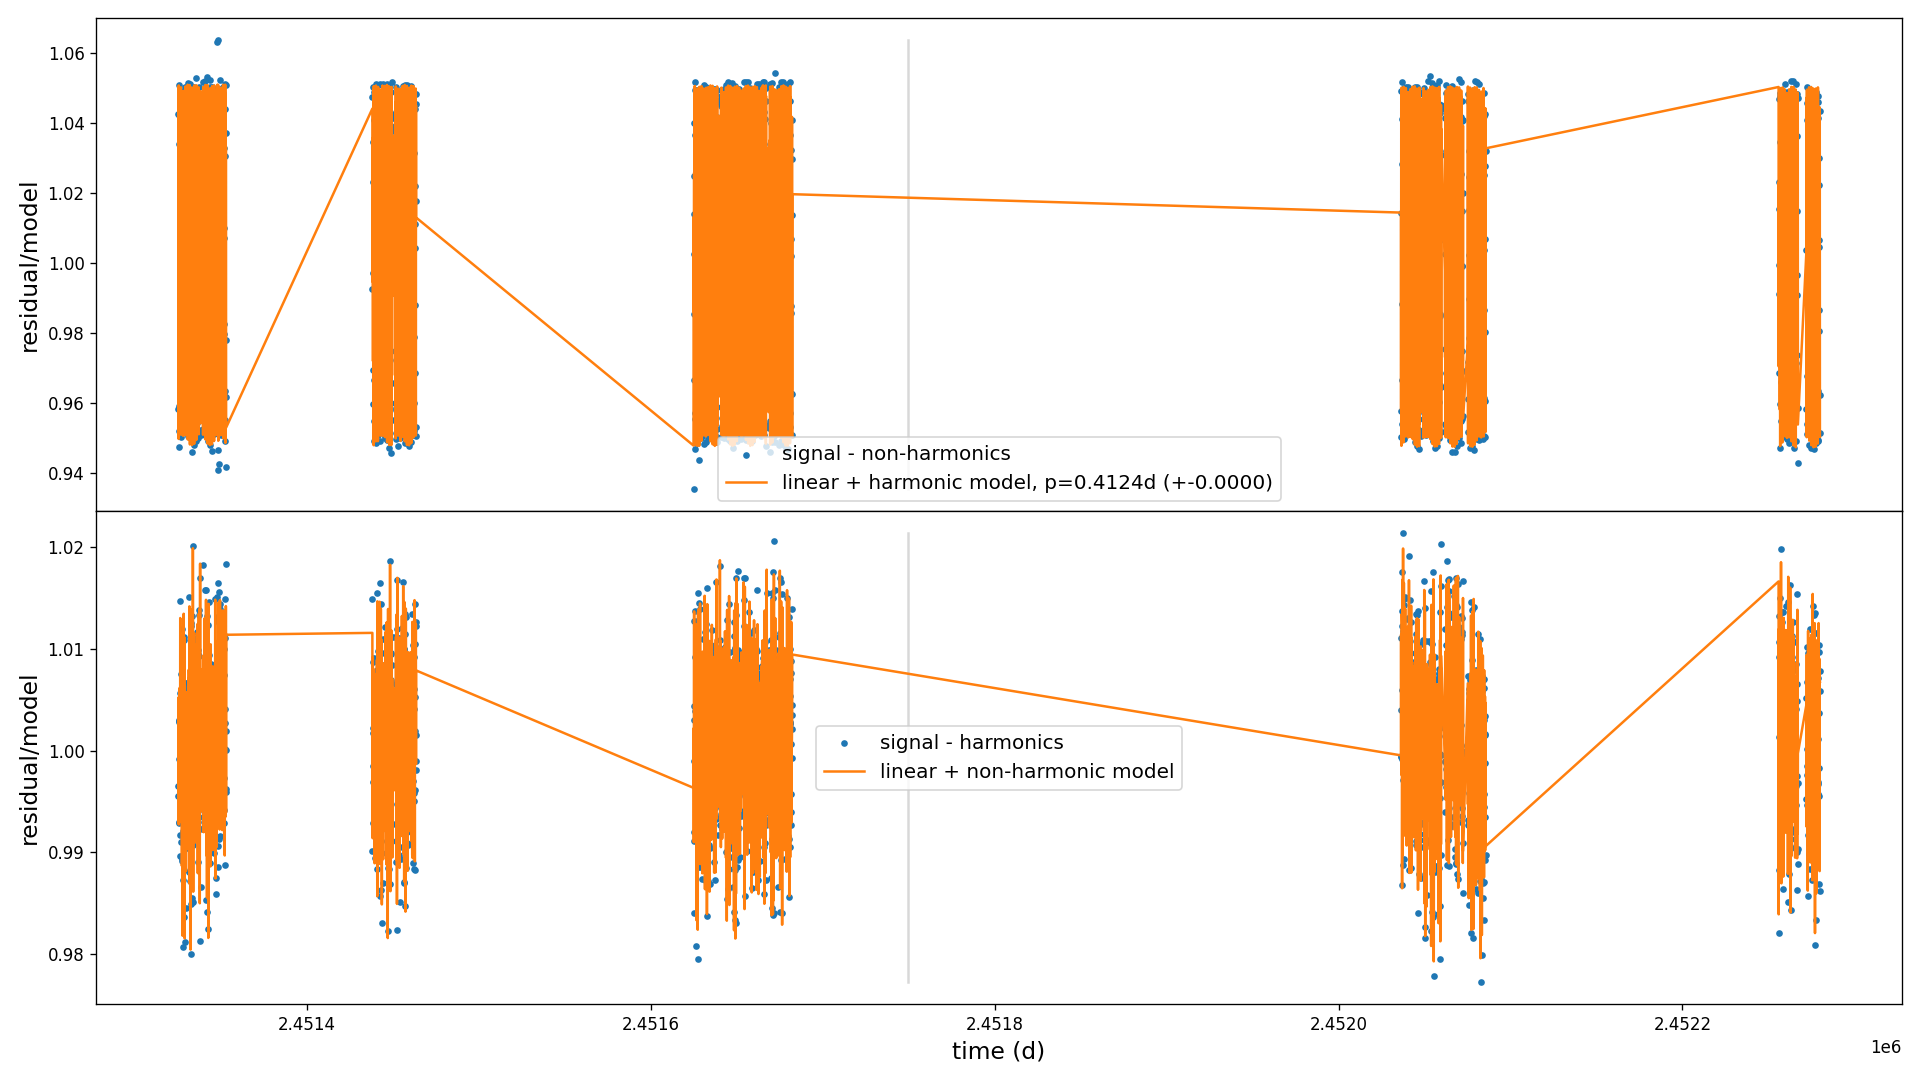 1.06
1.04
1.02
1.00
0.98
0.96
0.94
residual/model
signal - non-harmonics
linear + harmonic model, p=0.4124d (+-0.0000)
1.02
1.01
1.00
0.99
0.98
residual/model
signal - harmonics
linear + non-harmonic model
2.4514 2.4516 2.4518 2.4520 2.4522
1e6
time (d)